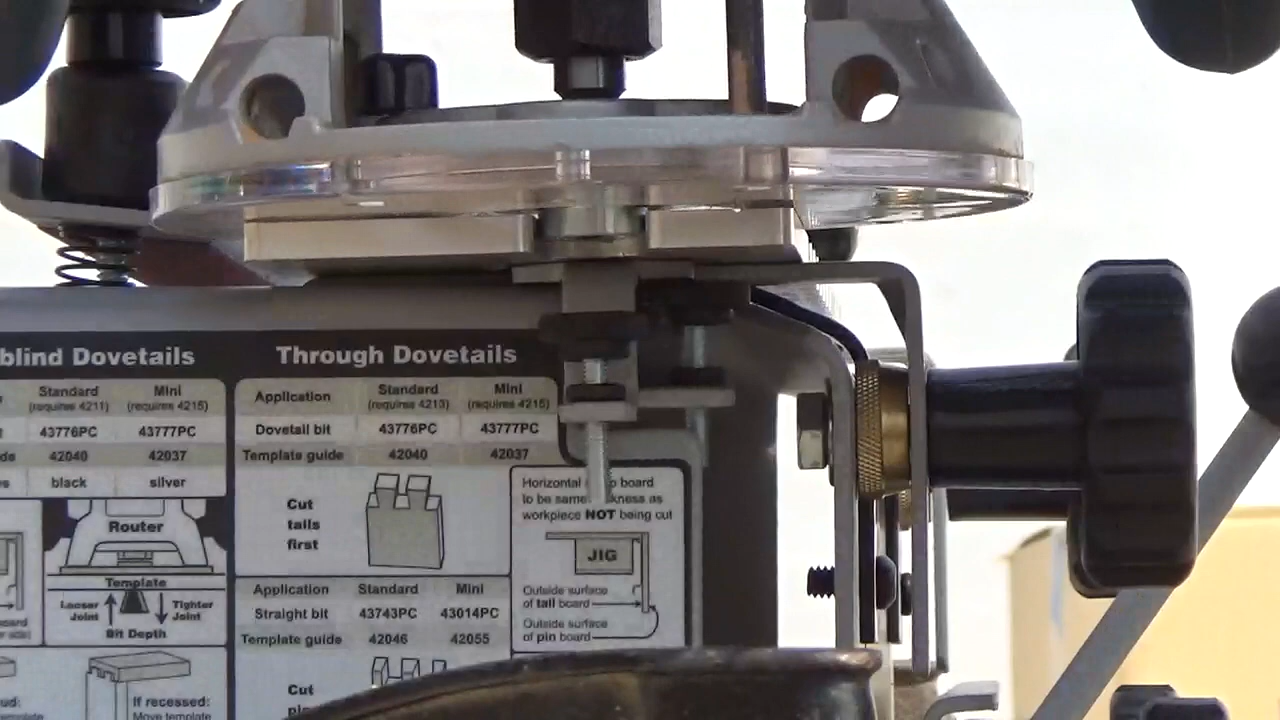 blind Dovetails
Standard Mini
(requires 4211) (requires 4215)
43776PC 43777PC
42040 42037
black silver
Router
Template
Looser Joint
Tighter Joint
Bit Depth
If recessed:
Move template
Through Dovetails
Application Standard Mini
(requires 4213) (requires 4215)
Dovetail bit 43776PC 43777PC
Template guide 42040 42037
Cut
tails
first
Application Standard Mini
Straight bit 43743PC 43014PC
Template guide 42046 42055
Cut
Horizontal board
to be same as
workpiece NOT being cut
JIG
Outside surface
of tail board
Outside surface
of pin board